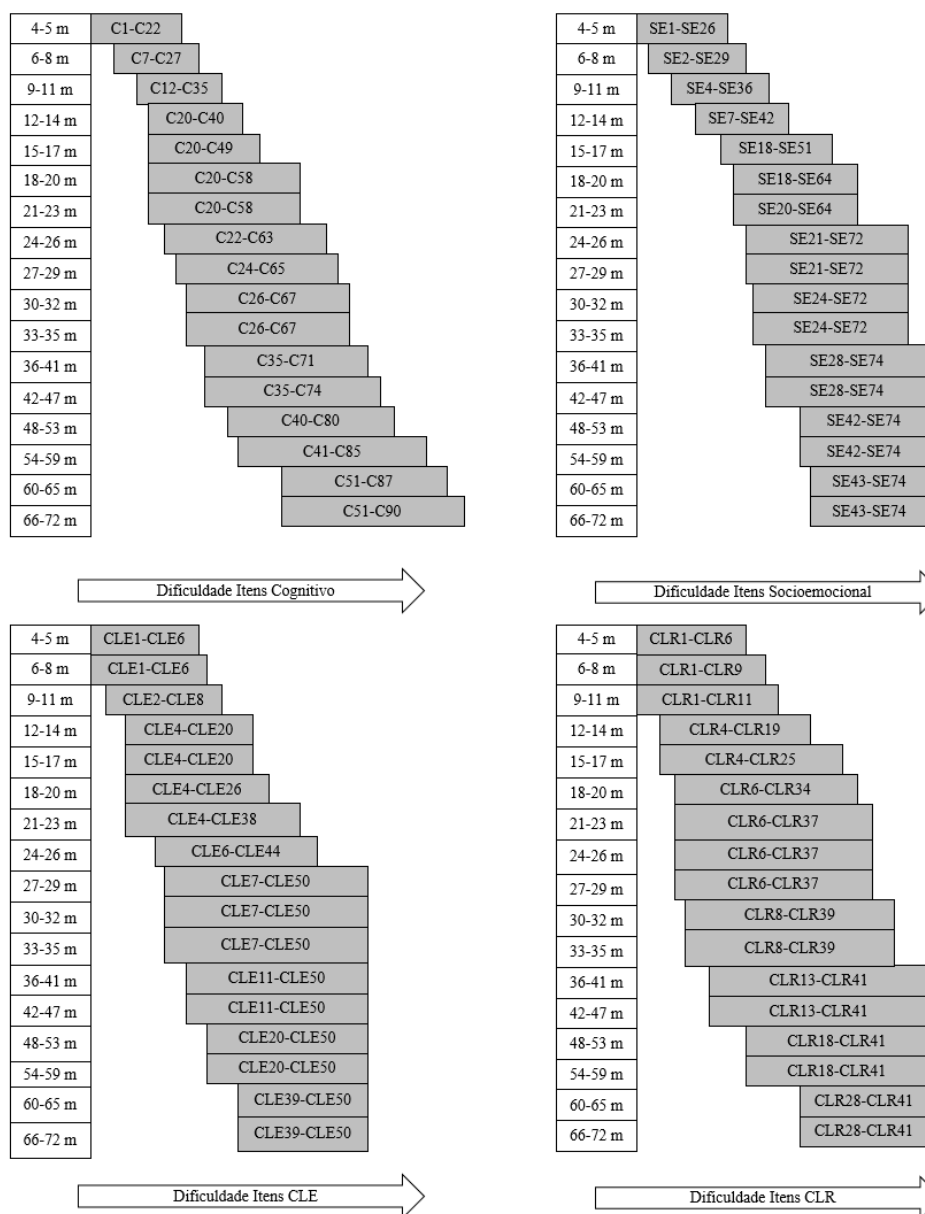 4-5 m C1-C22
6-8 m C7-C27
9-11 m C12-C35
12-14 m C20-C40
15-17 m C20-C49
18-20 m C20-C58
21-23 m C20-C58
24-26 m C22-C63
27-29 m C24-C65
30-32 m C26-C67
33-35 m C26-C67
36-41 m C35-C71
42-47 m C35-C74
48-53 m C40-C80
54-59 m C41-C85
60-65 m C51-C87
66-72 m C51-C90
Dificuldade Itens Cognitivo
4-5 m SE1-SE26
6-8 m SE2-SE29
9-11 m SE4-SE36
12-14 m SE7-SE42
15-17 m SE18-SE51
18-20 m SE18-SE64
21-23 m SE20-SE64
24-26 m SE21-SE72
27-29 m SE21-SE72
30-32 m SE24-SE72
33-35 m SE24-SE72
36-41 m SE28-SE74
42-47 m SE28-SE74
48-53 m SE42-SE74
54-59 m SE42-SE74
60-65 m SE43-SE74
66-72 m SE43-SE74
Dificuldade Itens Socioemocional
4-5 m CLE1-CLE6
6-8 m CLE1-CLE6
9-11 m CLE2-CLE8
12-14 m CLE4-CLE20
15-17 m CLE4-CLE20
18-20 m CLE4-CLE26
21-23 m CLE4-CLE38
24-26 m CLE6-CLE44
27-29 m CLE7-CLE50
30-32 m CLE7-CLE50
33-35 m CLE7-CLE50
36-41 m CLE11-CLE50
42-47 m CLE11-CLE50
48-53 m CLE20-CLE50
54-59 m CLE20-CLE50
60-65 m CLE39-CLE50
66-72 m CLE39-CLE50
Dificuldade Itens CLE
4-5 m CLR1-CLR6
6-8 m CLR1-CLR9
9-11 m CLR1-CLR11
12-14 m CLR4-CLR19
15-17 m CLR4-CLR25
18-20 m CLR6-CLR34
21-23 m CLR6-CLR37
24-26 m CLR6-CLR37
27-29 m CLR6-CLR37
30-32 m CLR8-CLR39
33-35 m CLR8-CLR39
36-41 m CLR13-CLR41
42-47 m CLR13-CLR41
48-53 m CLR18-CLR41
54-59 m CLR18-CLR41
60-65 m CLR28-CLR41
66-72 m CLR28-CLR41
Dificuldade Itens CLR